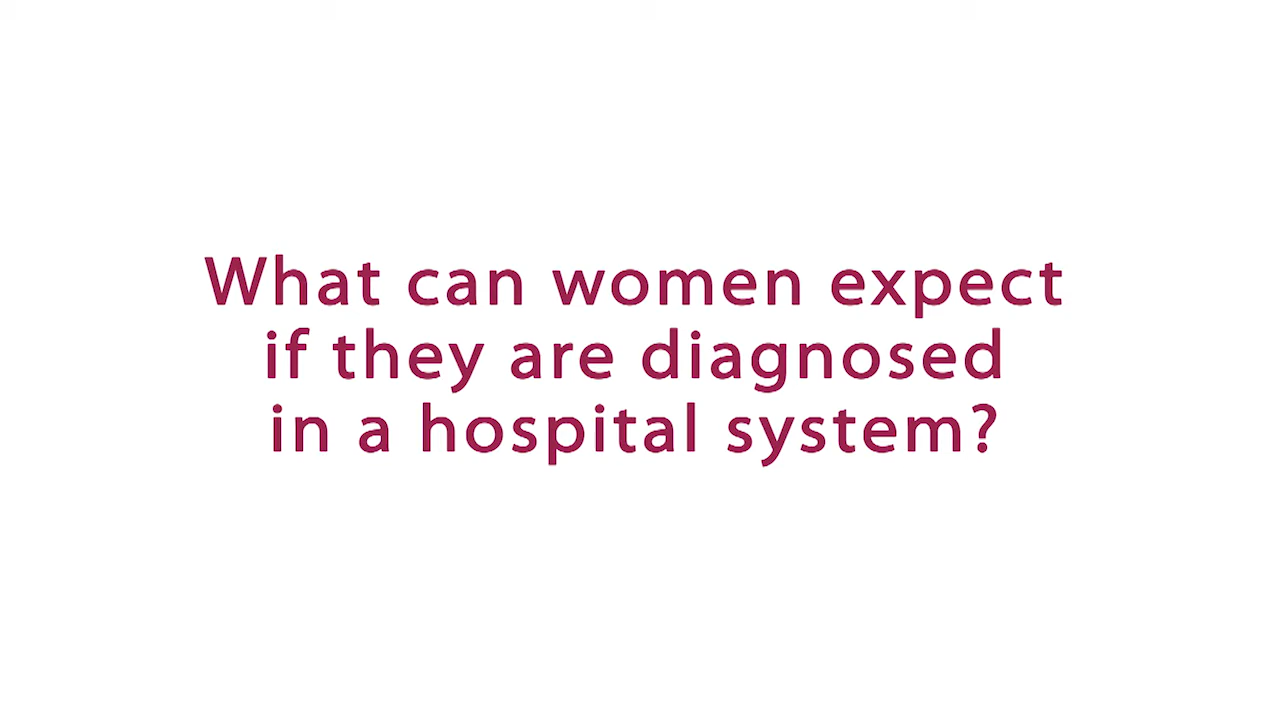 What can women expect
if they are diagnosed
in a hospital system?